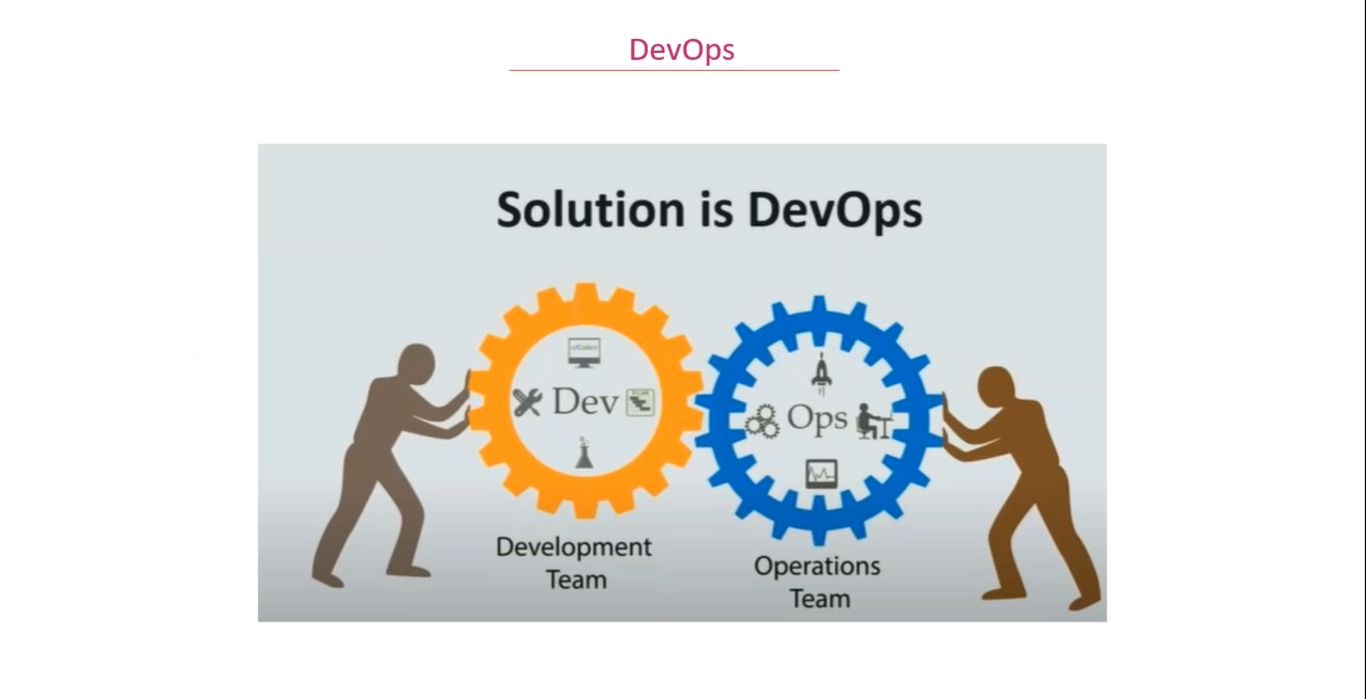 DevOps
Solution is DevOps
Dev
Ops
Development
Team
Operations
Team